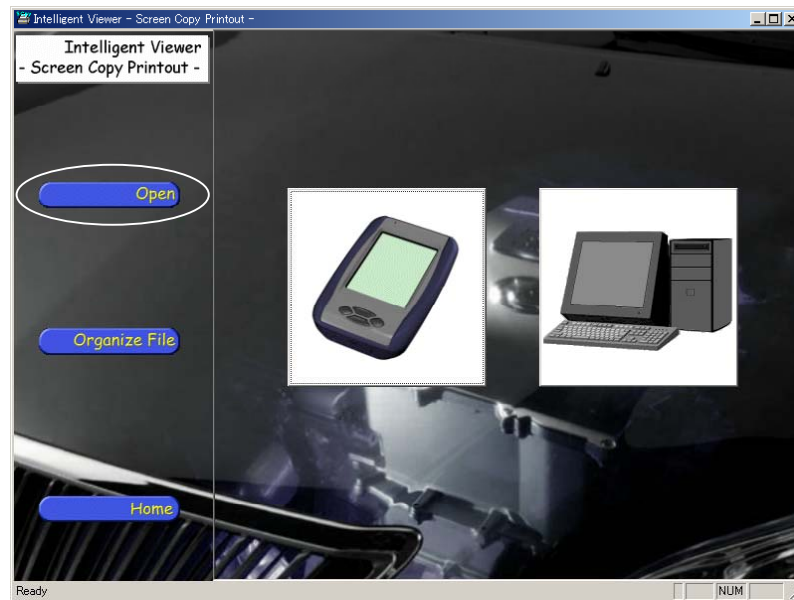 Intelligent Viewer - Screen Copy Printout -
Intelligent Viewer
- Screen Copy Printout -
Open
Organize File
Home
Ready
NUM